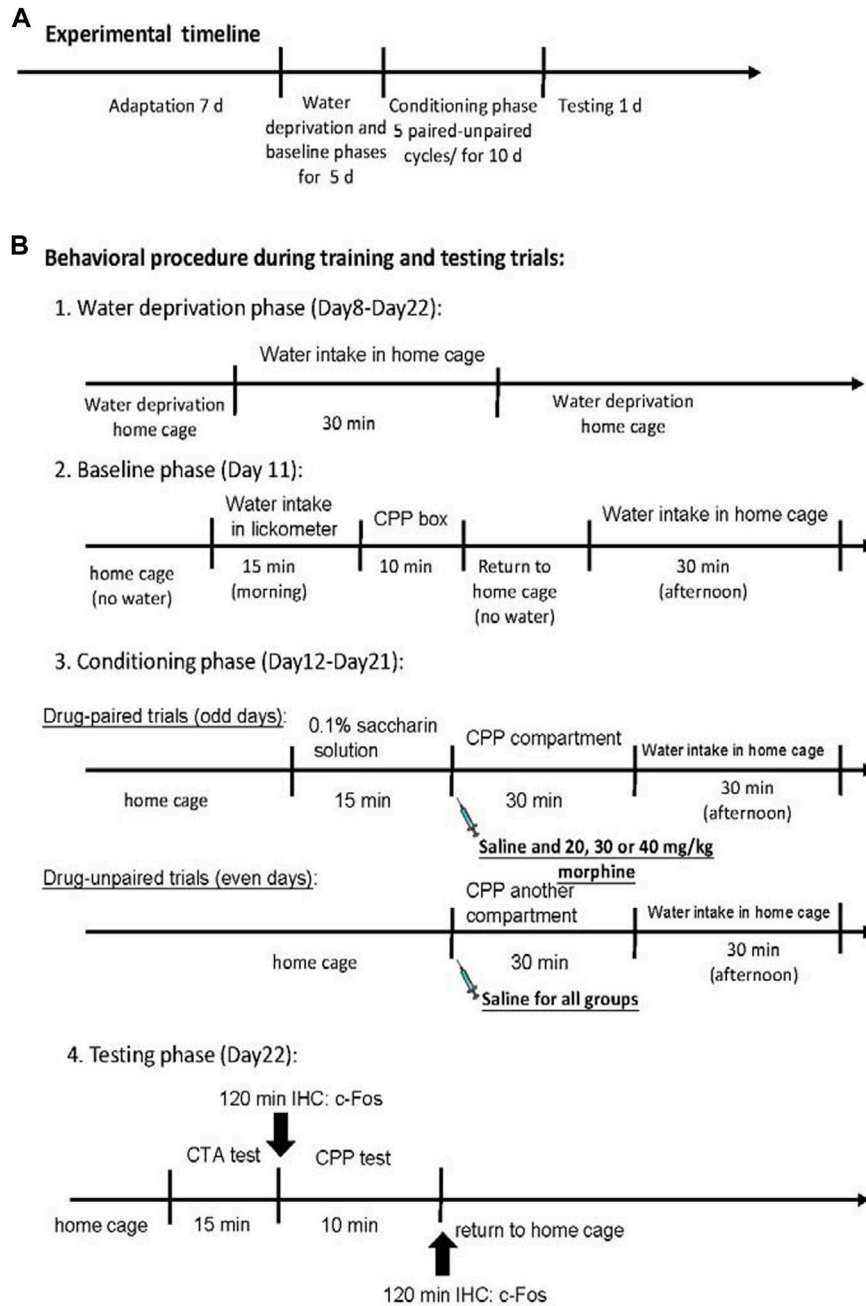 A
Experimental timeline
Adaptation 7 d
Water
deprivation and
baseline phases
for 5 d
Conditioning phase
5 paired-unpaired
cycles/ for 10 d
Testing 1 d
B
Behavioral procedure during training and testing trials:
1. Water deprivation phase (Day8-Day22):
Water intake in home cage
Water deprivation
home cage
30 min
Water deprivation
home cage
2. Baseline phase (Day 11):
Water intake
in lickometer
CPP box
Water intake in home cage
home cage
(no water)
15 min
(morning)
10 min
Return to
home cage
(no water)
30 min
(afternoon)
3. Conditioning phase (Day12-Day21):
Drug-paired trials (odd days):
0.1% saccharin
solution
CPP compartment
Water intake in home cage
home cage
15 min
30 min
30 min
(afternoon)
Saline and 20, 30 or 40 mg/kg
morphine
Drug-unpaired trials (even days):
CPP another
compartment
Water intake in home cage
home cage
30 min
30 min
(afternoon)
Saline for all groups
4. Testing phase (Day22):
120 min IHC: c-Fos
CTA test
CPP test
home cage
15 min
10 min
return to home cage
120 min IHC: c-Fos